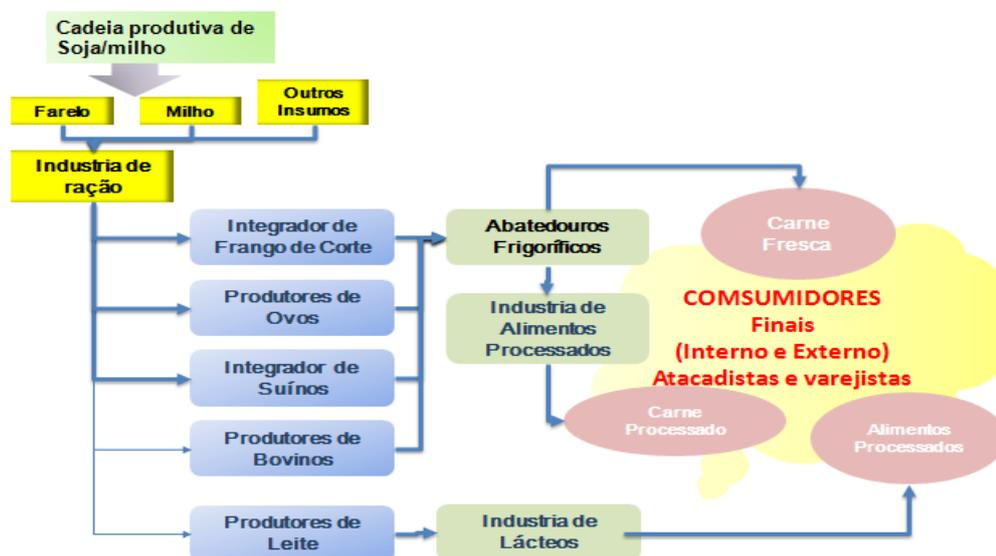 Cadeia produtiva de
Soja/milho
Farelo
Milho
Outros
Insumos
Industria de
ração
Integrador de
Frango de Corte
Abatedouros
Frigoríficos
Carne
Fresca
Produtores de
Ovos
Industria de
Alimentos
Processados
COMSUMIDORES
Finais
(Interno e Externo)
Atacadistas e varejistas
Integrador de
Suínos
Carne
Processado
Alimentos
Processados
Produtores de
Bovinos
Produtores de
Leite
Industria de
Lácteos